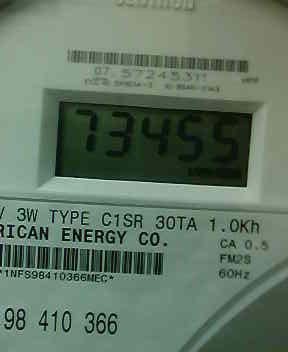 07.5724531
73455
V 3W TYPE C1SR 30TA 1.0Kh
RICAN ENERGY CO.
CA 0.5
FM2S
60Hz
*1NFS98410366MEC*
98 410 366